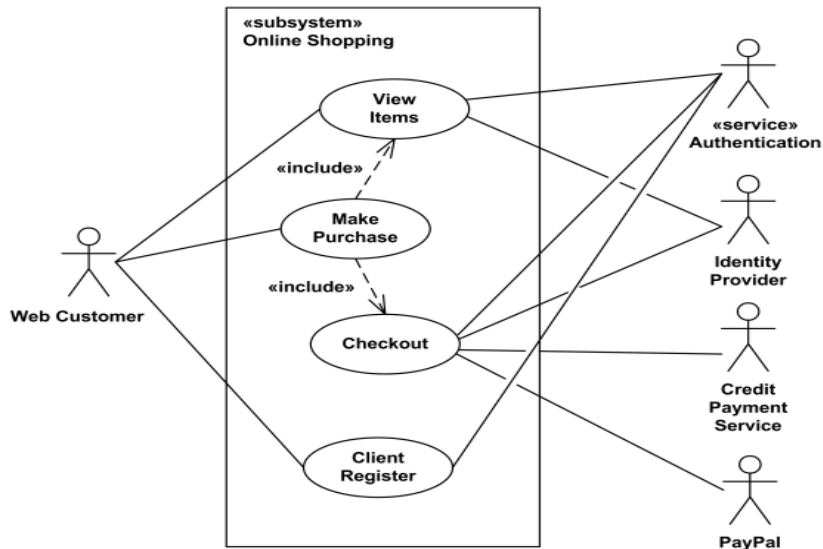 «subsystem»
Online Shopping
View
Items
«service»
Authentication
«include»
Make
Purchase
Identity
Provider
«include»
Web Customer
Checkout
Credit
Payment
Service
Client
Register
PayPal